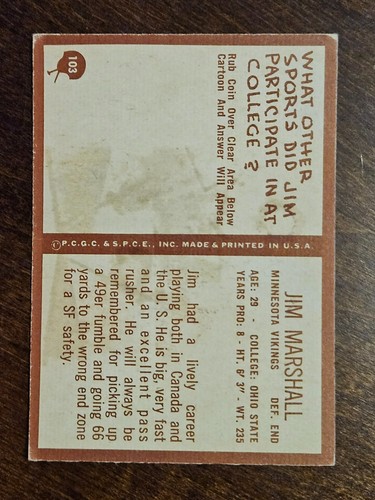 103
WHAT OTHER
SPORTS DID JIM
PARTICIPATE IN AT
COLLEGE?
Rub Coin Over Clear Area Below
Cartoon And Answer Will Appear
P.C.G.C. & S.P.C.E., INC. MADE & PRINTED IN U.S.A.
JIM MARSHALL
MINNESOTA VIKINGS DEF. END
AGE: 29 - COLLEGE: OHIO STATE
YEARS PRO: 8 - HT. 6' 3" - WT. 235
Jim had a lively career
playing both in Canada and
the U. S. He is big, very fast
and an excellent pass
rusher. He will always be
remembered for picking up
a 49er fumble and going 66
yards to the wrong end zone
for a SF safety.